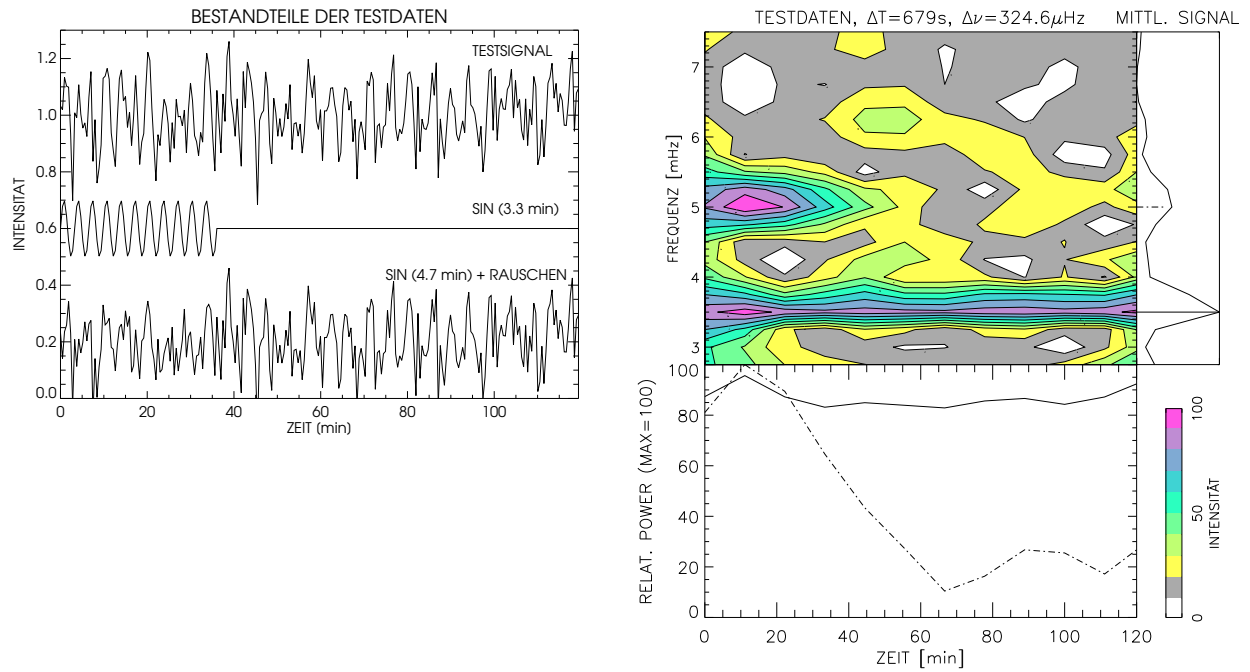 BESTANDTEILE DER TESTDATEN
TESTSIGNAL
SIN (3.3 min)
SIN (4.7 min) + RAUSCHEN
INTENSITAT
1.2
1.0
0.8
0.6
0.4
0.2
0.0
0 20 40 60 80 100
ZEIT [min]
TESTDATEN, ΔT=679s, Δν=324.6μHz MITTL. SIGNAL
FREQUENZ [mHz]
7
6
5
4
3
RELAT. POWER (MAX=100)
100
80
60
40
20
0
0 20 40 60 80 100 120
ZEIT [min]
0 50 100
INTENSITÄT